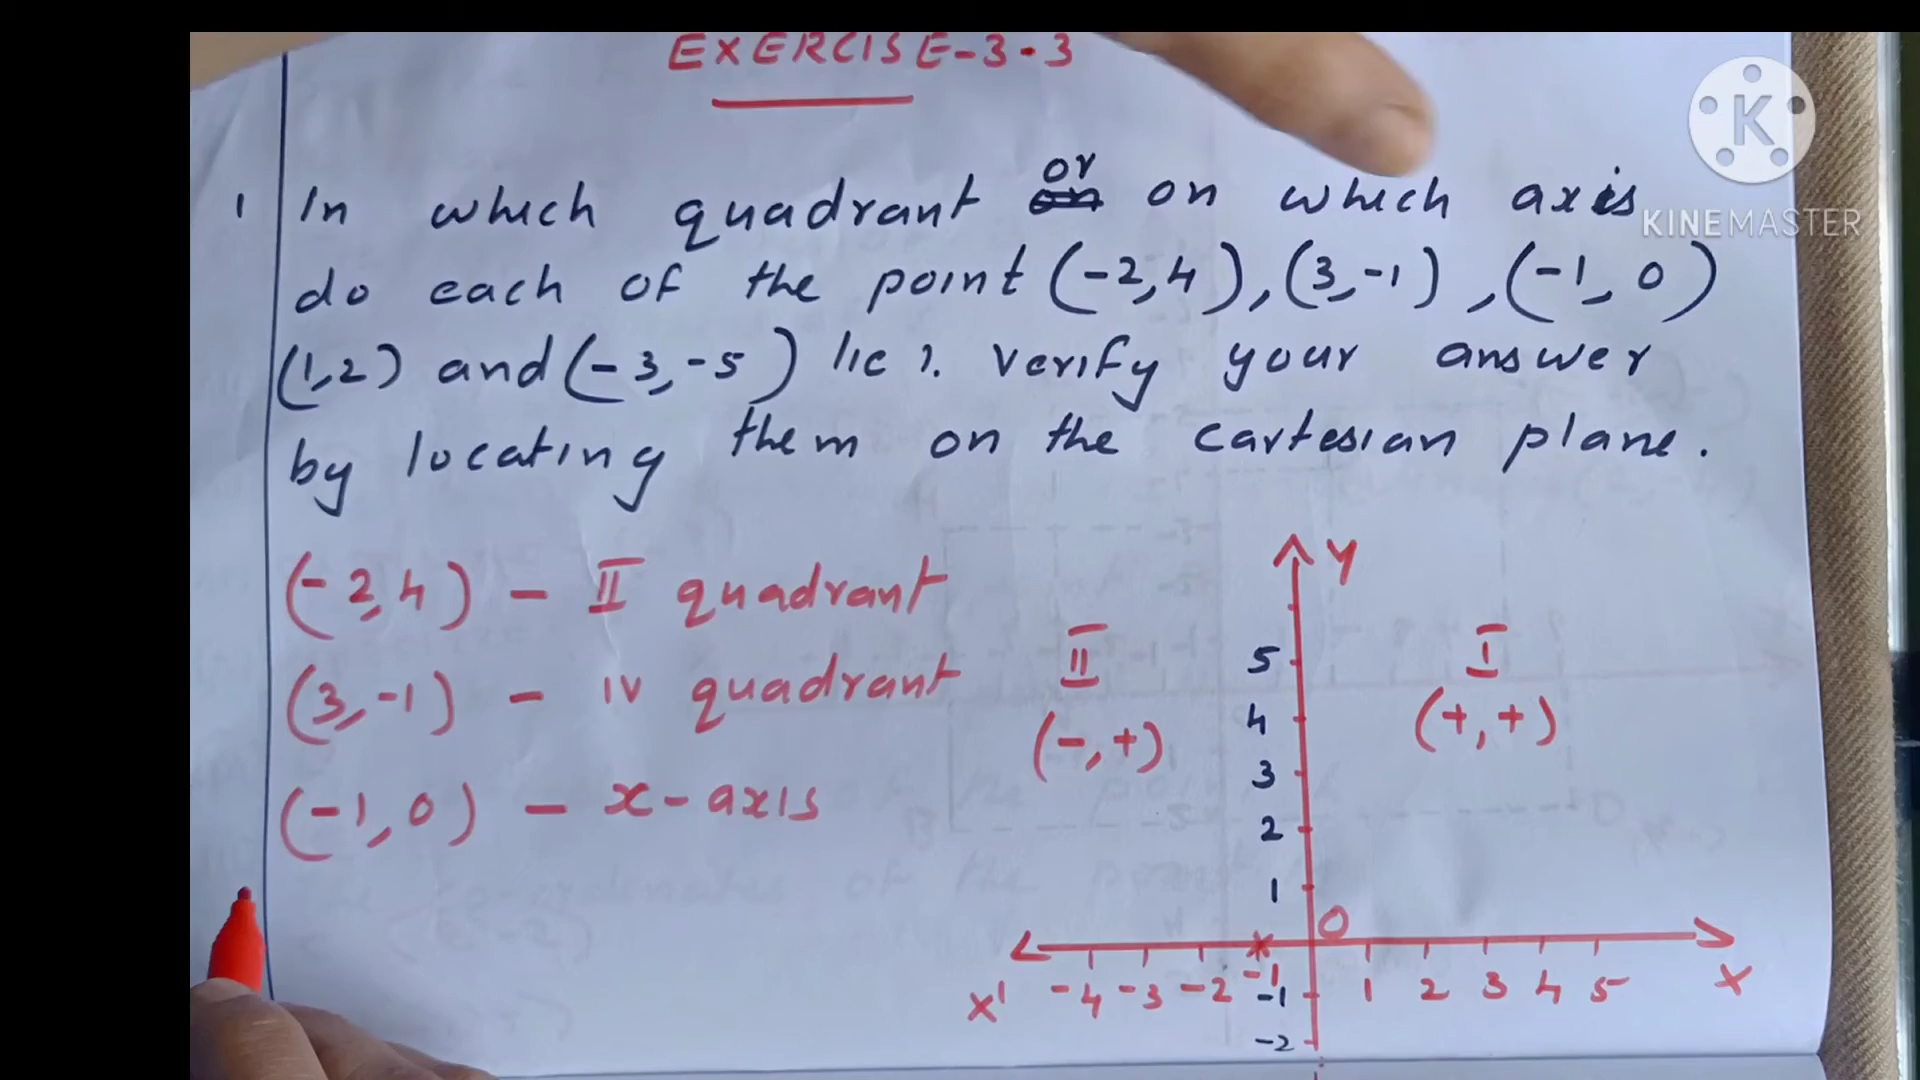 EXERCISE-3.3
K
KINEMASTER
1 In which quadrant or on which axis
do each of the point (-2,4), (3,-1), (-1, 0)
(1,2) and (-3,-5) lie ?. Verify your answer
by locating them on the cartesian plane.
(-2,4) - II quadrant
(3,-1) - IV quadrant
(-1,0) - x-axis
Y
II
I
(-,+)
(+,+)
5
4
3
2
1
O
X' -4 -3 -2 -1 1 2 3 4 5 X
-1
-2